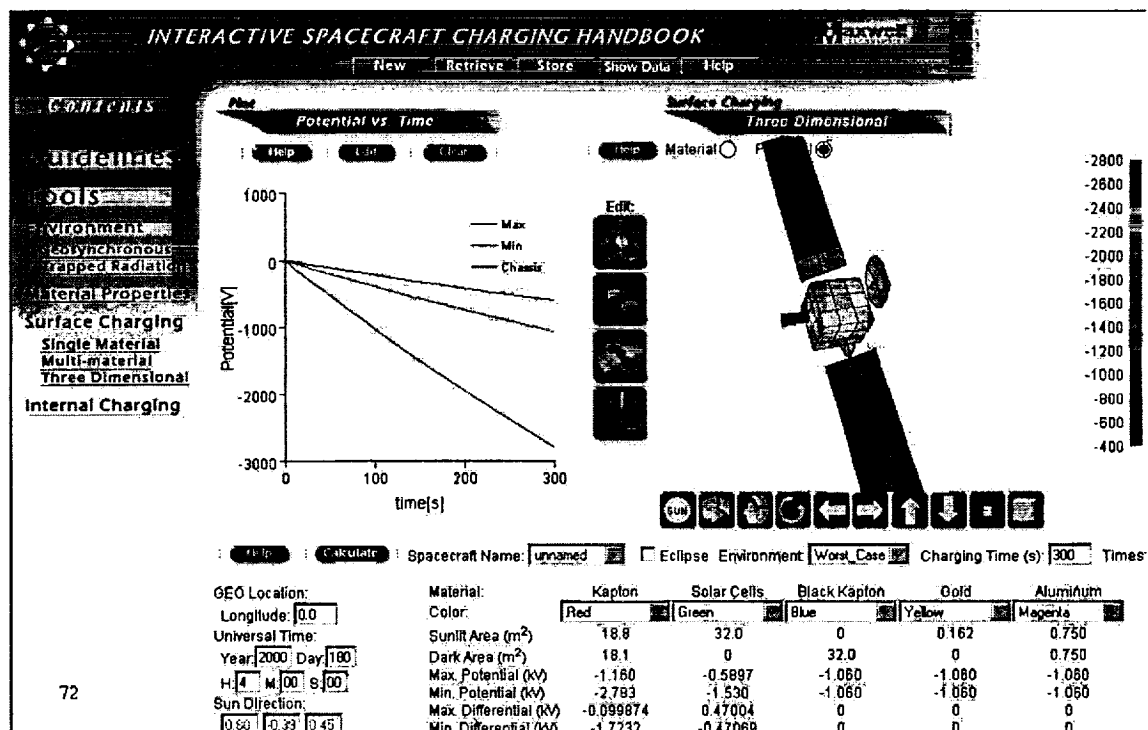 INTERACTIVE SPACECRAFT CHARGING HANDBOOK
Maxwell
New Retrieve Store Show Data Help
Contents
Guidelines
Tools
Environment
Geosynchronous
Trapped Radiation
Material Properties
Surface Charging
Single Material
Multi-material
Three Dimensional
Internal Charging
Plot
Potential vs. Time
Help Edit Clear
1000
0
-1000
-2000
-3000
Potential[V]
Max
Min
Chassis
0 100 200 300
time[s]
Edit:
Surface Charging
Three Dimensional
Help Material
-2800
-2600
-2400
-2200
-2000
-1800
-1600
-1400
-1200
-1000
-800
-600
-400
SUN
Help Calculate Spacecraft Name: unnamed Eclipse Environment Worst_Case Charging Time (s): 300 Times
GEO Location:
Longitude: 0.0
Universal Time:
Year: 2000 Day: 180
H: 4 M: 00 S: 00
Sun Direction:
0.80 -0.39 0.45
Material: Kapton Solar Cells Black Kapton Gold Aluminum
Color: Red Green Blue Yellow Magenta
Sunlit Area (m2) 18.8 32.0 0 0.162 0.750
Dark Area (m2) 18.1 0 32.0 0 0.750
Max. Potential (kV) -1.160 -0.5897 -1.060 -1.060 -1.060
Min. Potential (kV) -2.783 -1.530 -1.060 -1.060 -1.060
Max. Differential (kV) -0.099874 0.47004 0 0 0
Min. Differential (kV) -1.7232 -0.47069 0 0 0
72